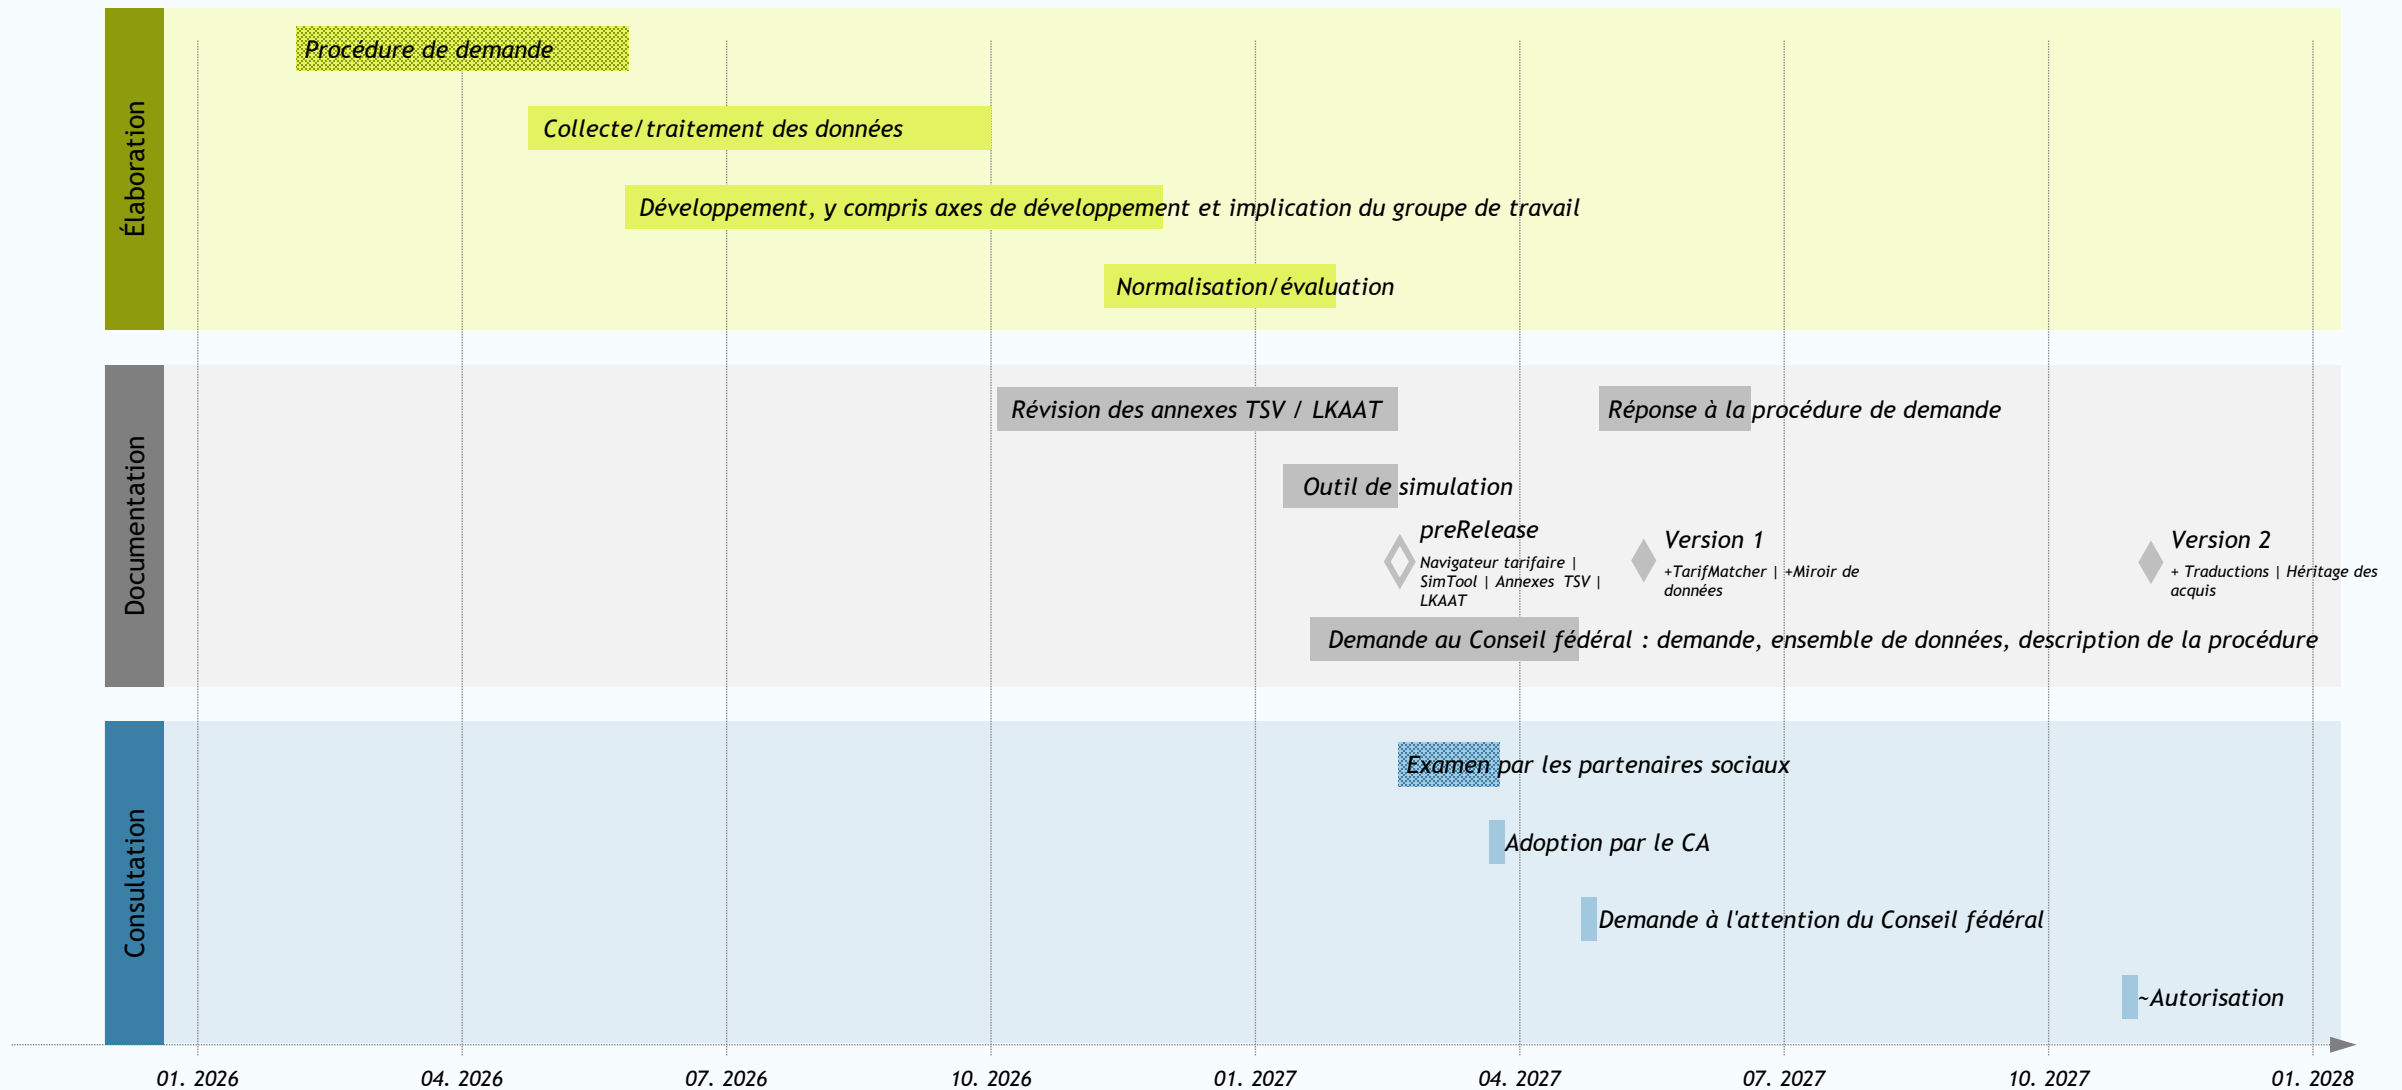 Élaboration
Procédure de demande
Collecte/traitement des données
Développement, y compris axes de développement et implication du groupe de travail
Normalisation/évaluation
Documentation
Révision des annexes TSV / LKAAT
Réponse à la procédure de demande
Outil de simulation
preRelease
Navigateur tarifaire |
SimTool | Annexes TSV |
LKAAT
Version 1
+TarifMatcher | +Miroir de
données
Version 2
+ Traductions | Héritage des
acquis
Demande au Conseil fédéral : demande, ensemble de données, description de la procédure
Consultation
Examen par les partenaires sociaux
Adoption par le CA
Demande à l'attention du Conseil fédéral
~Autorisation
01. 2026
04. 2026
07. 2026
10. 2026
01. 2027
04. 2027
07. 2027
10. 2027
01. 2028